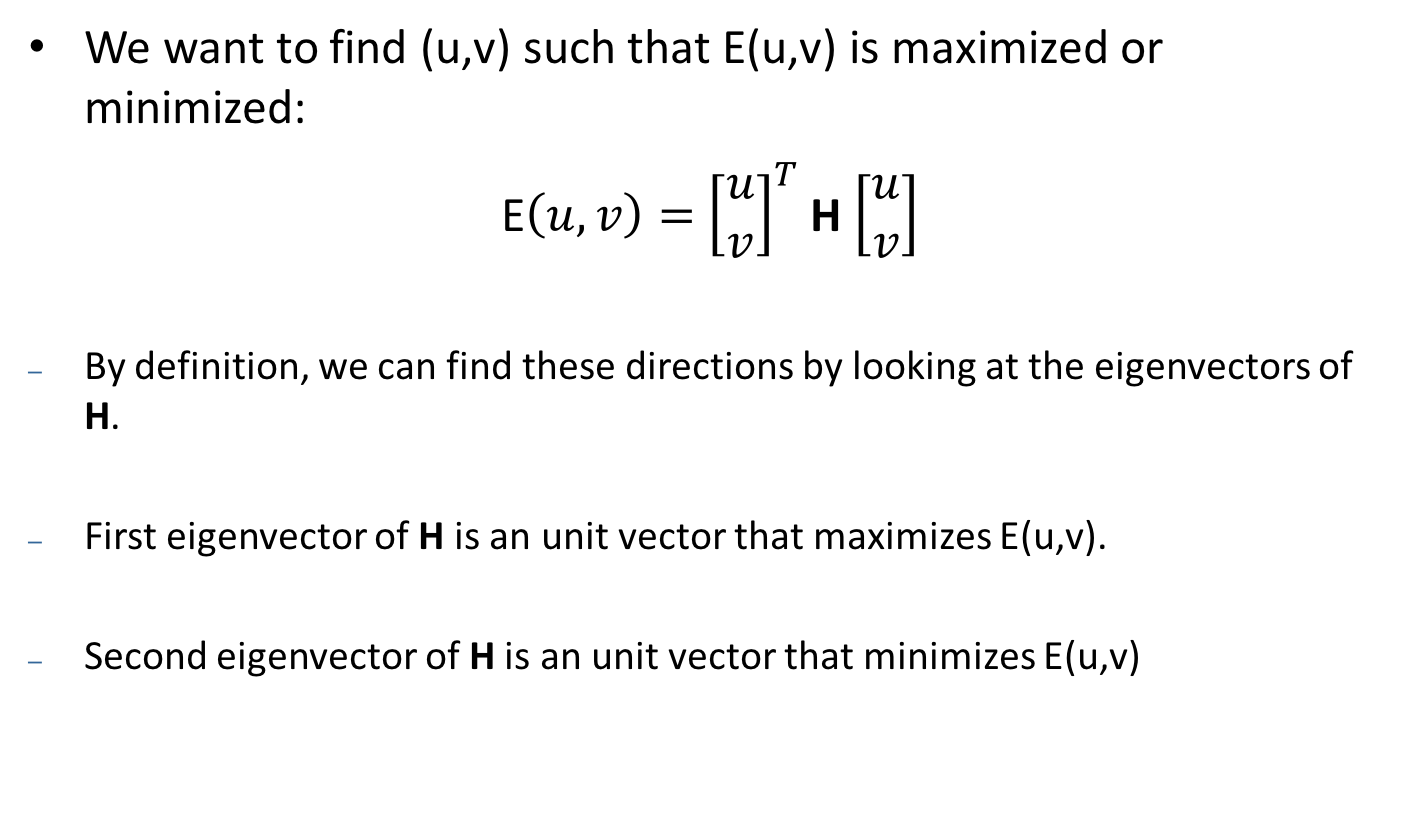 • We want to find (u,v) such that E(u,v) is maximized or
minimized:
E(u, v) = [u v]^T H [u v]
– By definition, we can find these directions by looking at the eigenvectors of
H.
– First eigenvector of H is an unit vector that maximizes E(u,v).
– Second eigenvector of H is an unit vector that minimizes E(u,v)